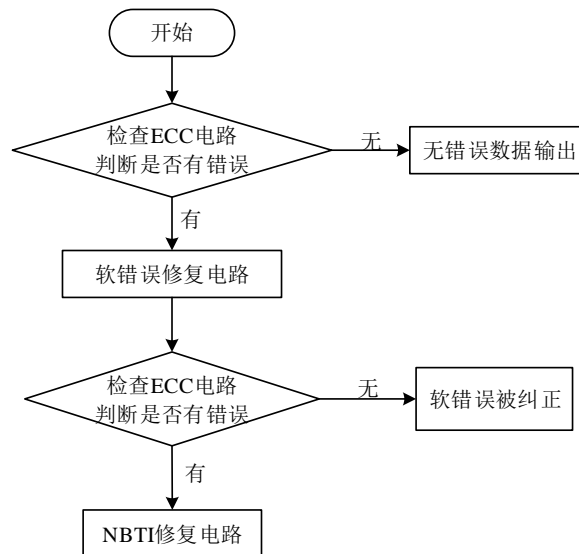 开始
检查ECC电路
判断是否有错误
无
无错误数据输出
有
软错误修复电路
检查ECC电路
判断是否有错误
无
软错误被纠正
有
NBTI修复电路